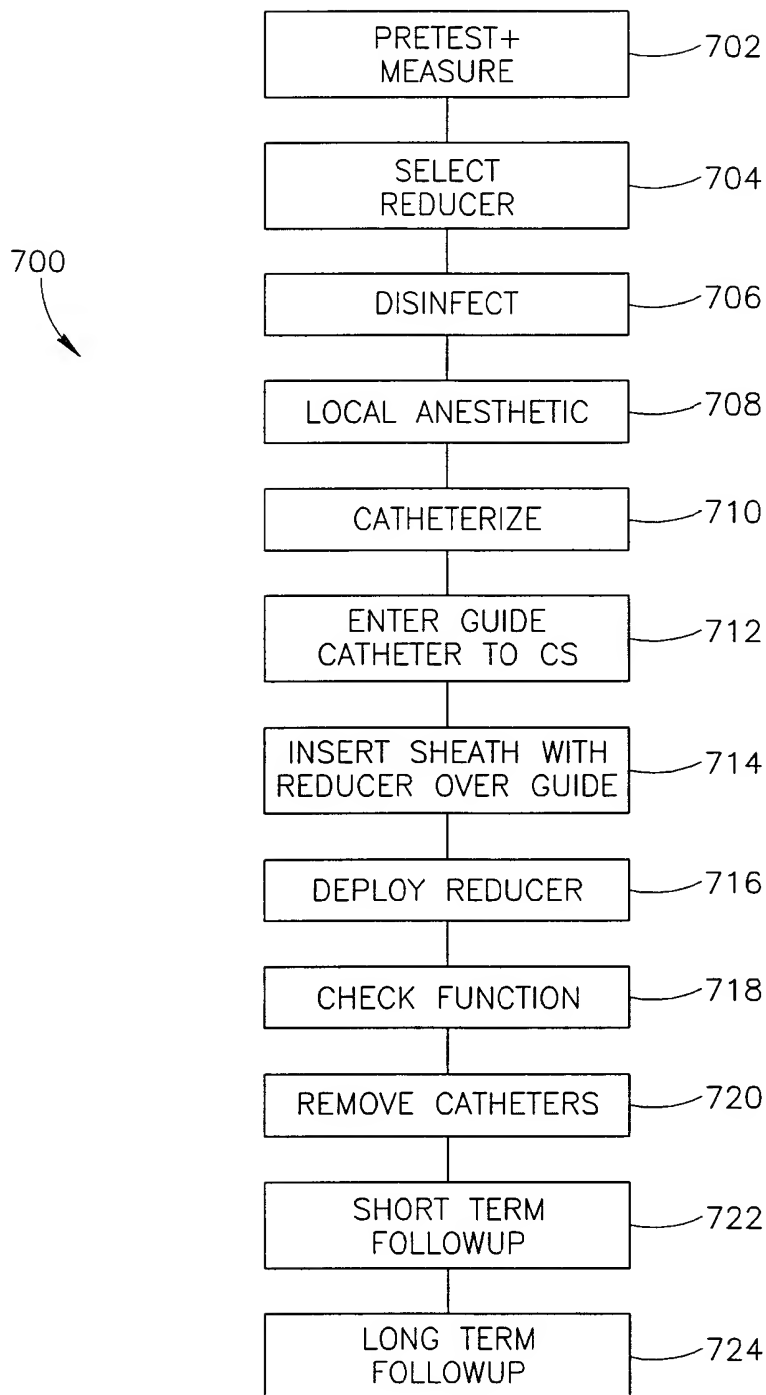 PRETEST+
MEASURE
702
SELECT
REDUCER
704
700
DISINFECT
706
LOCAL ANESTHETIC
708
CATHETERIZE
710
ENTER GUIDE
CATHETER TO CS
712
INSERT SHEATH WITH
REDUCER OVER GUIDE
714
DEPLOY REDUCER
716
CHECK FUNCTION
718
REMOVE CATHETERS
720
SHORT TERM
FOLLOWUP
722
LONG TERM
FOLLOWUP
724